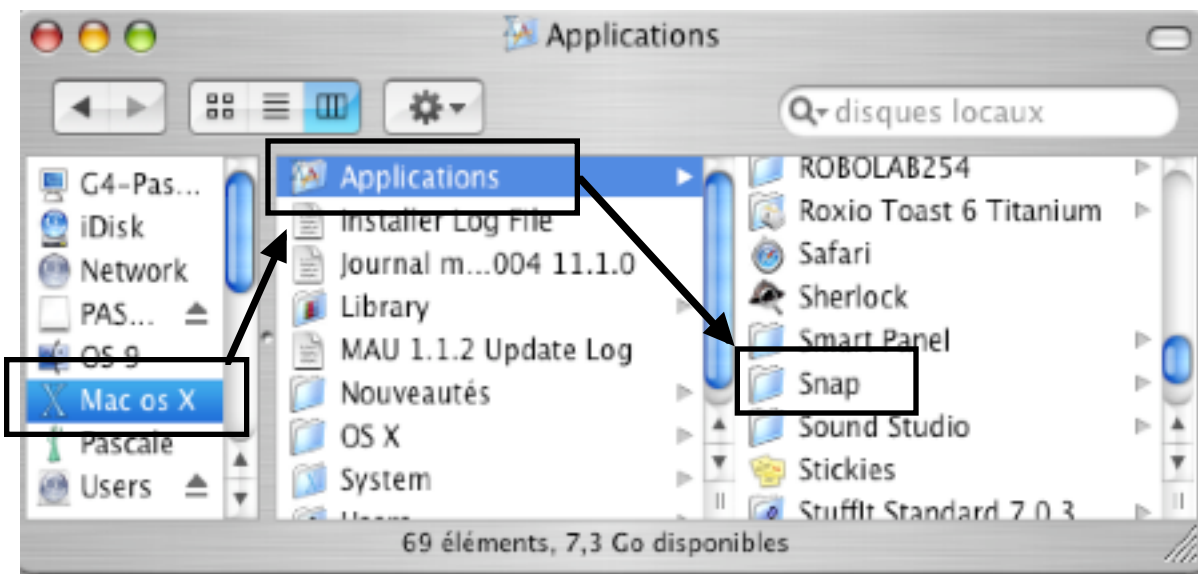 Applications
disques locaux
G4-Pas...
iDisk
Network
PAS...
OS 9
Mac os X
Pascale
Users
Applications
Installer Log File
Journal m...004 11.1.0
Library
MAU 1.1.2 Update Log
Nouveautés
OS X
System
Users
ROBOLAB254
Roxio Toast 6 Titanium
Safari
Sherlock
Smart Panel
Snap
Sound Studio
Stickies
StuffIt Standard 7.0.3
69 éléments, 7,3 Go disponibles